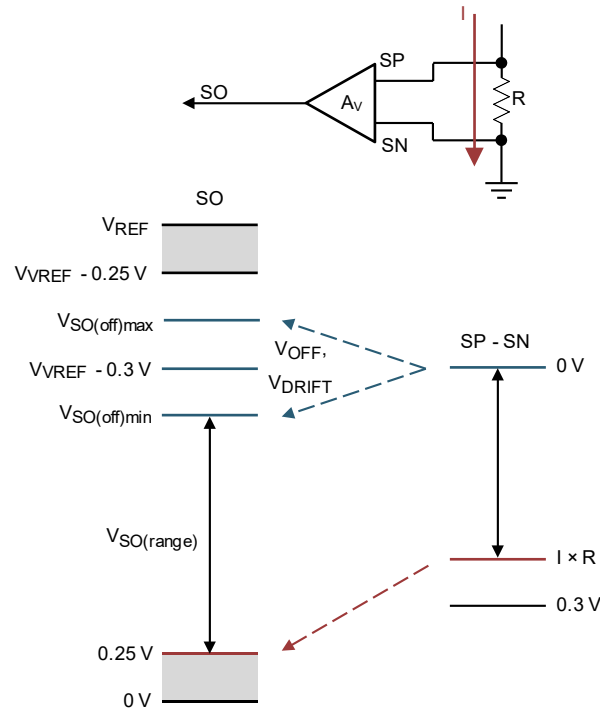 I
SP
SO
AV
R
SN
SO
VREF
VVREF - 0.25 V
VSO(off)max
VOFF,
SP - SN
VVREF - 0.3 V
0 V
VDRIFT
VSO(off)min
VSO(range)
I × R
0.3 V
0.25 V
0 V